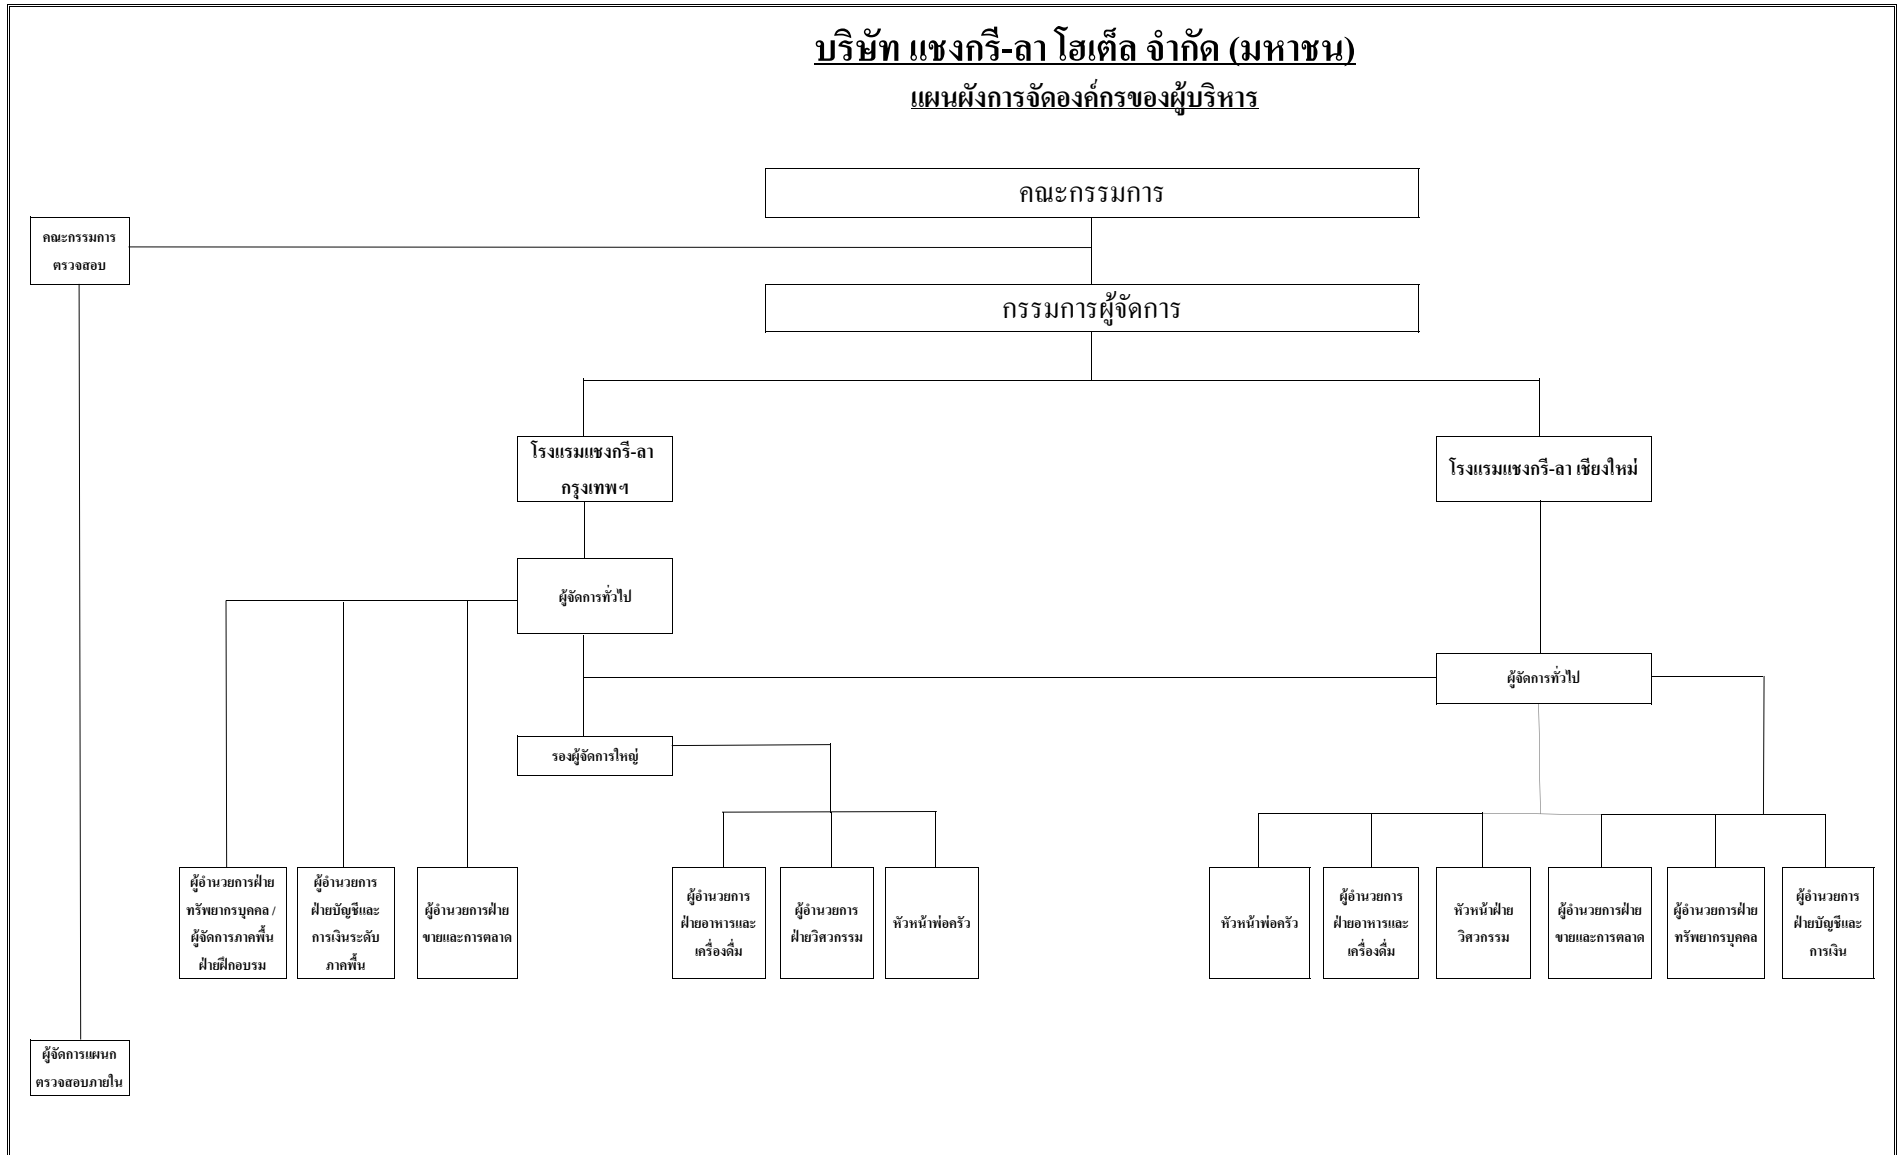 บริษัท แชงกรี-ลา โฮเต็ล จำกัด (มหาชน)
แผนผังการจัดองค์กรของผู้บริหาร
คณะกรรมการ
คณะกรรมการ
ตรวจสอบ
กรรมการผู้จัดการ
โรงแรมแชงกรี-ลา
กรุงเทพฯ
โรงแรมแชงกรี-ลา เชียงใหม่
ผู้จัดการทั่วไป
ผู้จัดการทั่วไป
รองผู้จัดการใหญ่
ผู้อำนวยการฝ่าย
ทรัพยากรบุคคล /
ผู้จัดการภาคพื้น
ฝ่ายฝึกอบรม
ผู้อำนวยการ
ฝ่ายบัญชีและ
การเงินระดับ
ภาคพื้น
ผู้อำนวยการฝ่าย
ขายและการตลาด
ผู้อำนวยการ
ฝ่ายอาหารและ
เครื่องดื่ม
ผู้อำนวยการ
ฝ่ายวิศวกรรม
หัวหน้าพ่อครัว
หัวหน้าพ่อครัว
ผู้อำนวยการ
ฝ่ายอาหารและ
เครื่องดื่ม
หัวหน้าฝ่าย
วิศวกรรม
ผู้อำนวยการฝ่าย
ขายและการตลาด
ผู้อำนวยการฝ่าย
ทรัพยากรบุคคล
ผู้อำนวยการ
ฝ่ายบัญชีและ
การเงิน
ผู้จัดการแผนก
ตรวจสอบภายใน